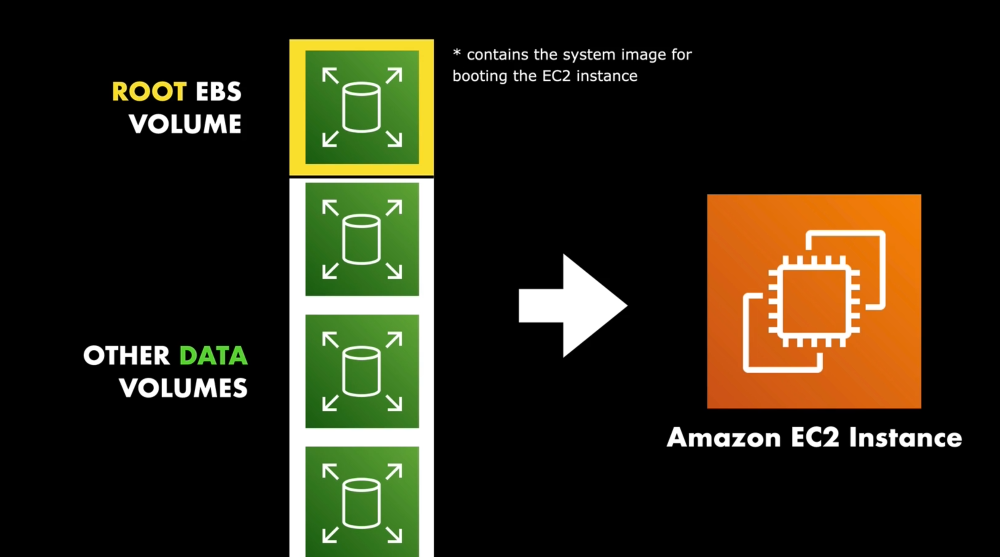 ROOT EBS
VOLUME
* contains the system image for
booting the EC2 instance
OTHER DATA
VOLUMES
Amazon EC2 Instance